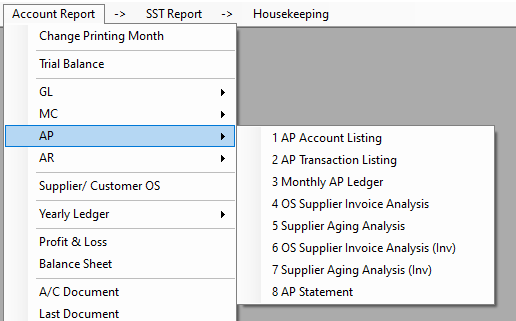 Account Report -> SST Report -> Housekeeping
Change Printing Month
Trial Balance
GL
MC
AP
AR
Supplier/ Customer OS
Yearly Ledger
Profit & Loss
Balance Sheet
A/C Document
Last Document
1 AP Account Listing
2 AP Transaction Listing
3 Monthly AP Ledger
4 OS Supplier Invoice Analysis
5 Supplier Aging Analysis
6 OS Supplier Invoice Analysis (Inv)
7 Supplier Aging Analysis (Inv)
8 AP Statement